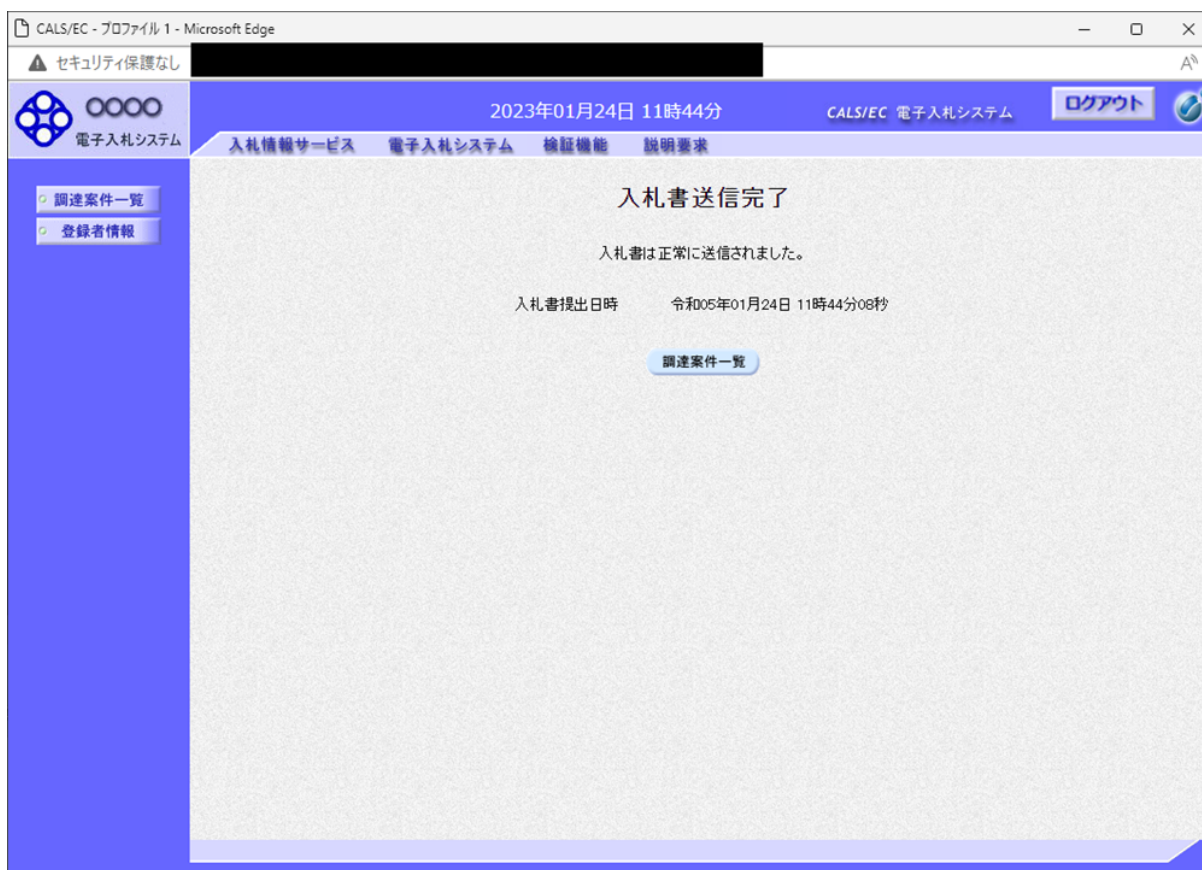 CALS/EC - プロファイル 1 - Microsoft Edge
セキュリティ保護なし
〇〇〇〇
電子入札システム
2023年01月24日 11時44分
CALS/EC 電子入札システム
ログアウト
入札情報サービス 電子入札システム 検証機能 説明要求
調達案件一覧
登録者情報
入札書送信完了
入札書は正常に送信されました。
入札書提出日時 令和05年01月24日 11時44分08秒
調達案件一覧